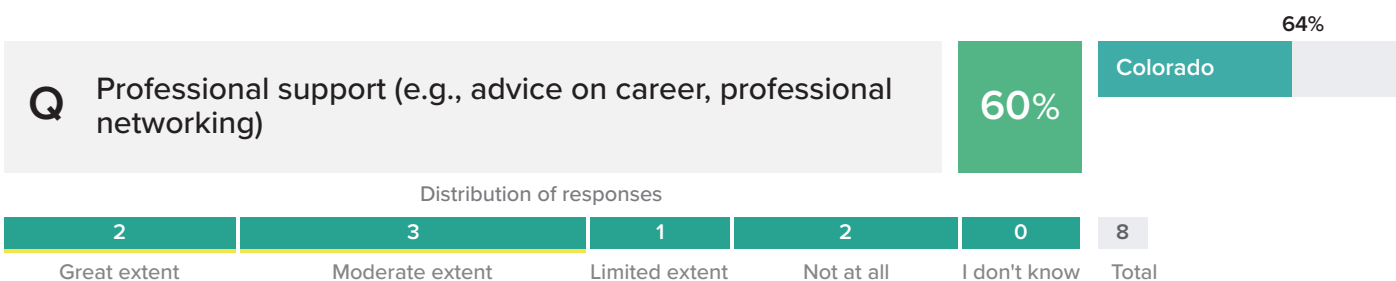 64%
Q Professional support (e.g., advice on career, professional
networking)
60%
Colorado
Distribution of responses
2 3 1 2 0 8
Great extent Moderate extent Limited extent Not at all I don't know Total